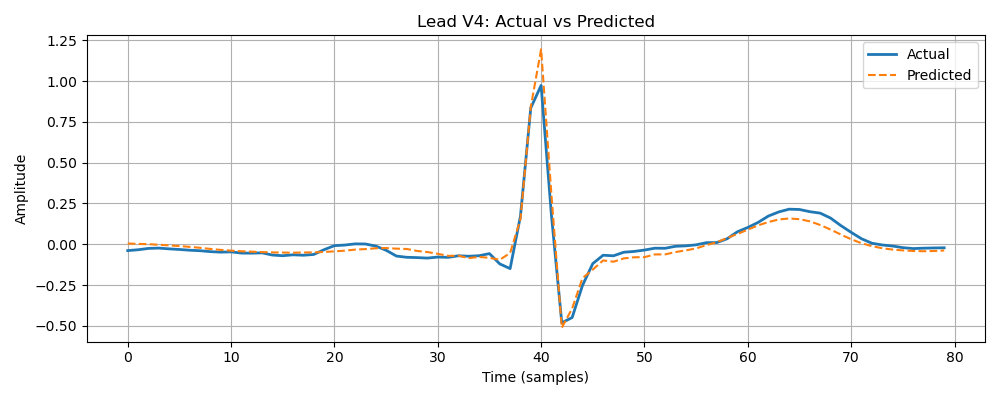 Lead V4: Actual vs Predicted
Actual
Predicted
1.25
1.00
0.75
0.50
0.25
0.00
−0.25
−0.50
Amplitude
0 10 20 30 40 50 60 70 80
Time (samples)